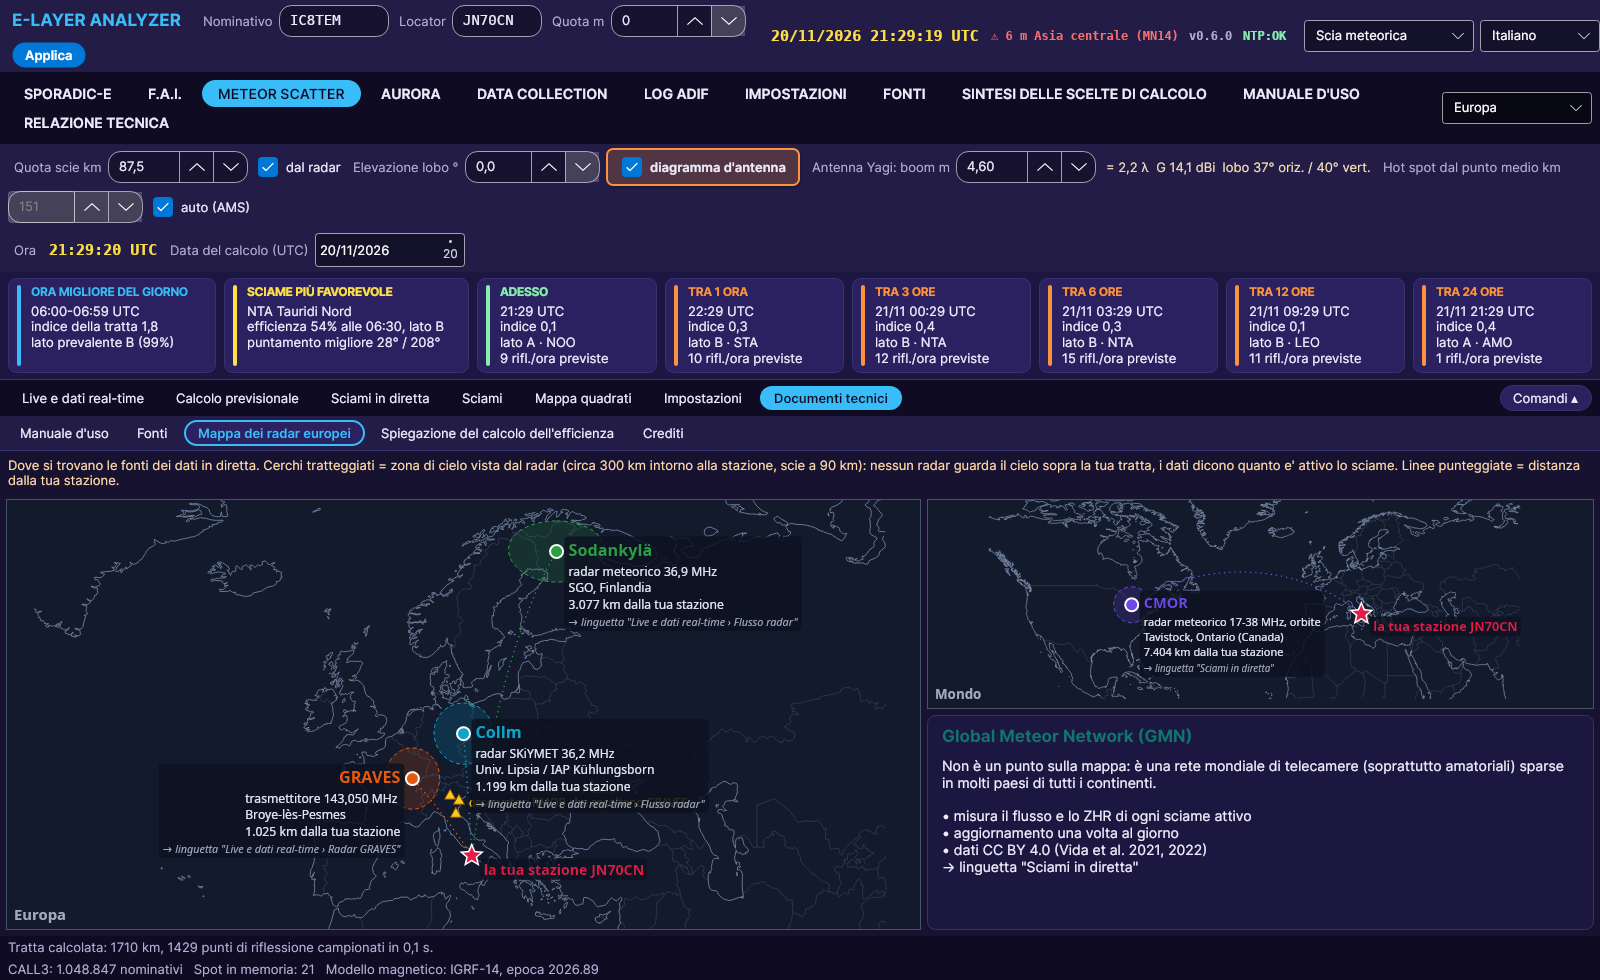 E-LAYER ANALYZER
Nominativo IC8TEM Locator JN70CN Quota m 0
Applica
20/11/2026 21:29:19 UTC ⚠ 6 m Asia centrale (MN14) v0.6.0 NTP:OK Scia meteorica Italiano
SPORADIC-E F.A.I. METEOR SCATTER AURORA DATA COLLECTION LOG ADIF IMPOSTAZIONI FONTI SINTESI DELLE SCELTE DI CALCOLO MANUALE D'USO
RELAZIONE TECNICA
Europa
Quota scie km 87,5 dal radar Elevazione lobo ° 0,0 diagramma d'antenna Antenna Yagi: boom m 4,60 = 2,2 λ G 14,1 dBi lobo 37° oriz. / 40° vert. Hot spot dal punto medio km
151 auto (AMS)
Ora 21:29:20 UTC Data del calcolo (UTC) 20/11/2026 20
ORA MIGLIORE DEL GIORNO
06:00-06:59 UTC
indice della tratta 1,8
lato prevalente B (99%)
SCIAME PIÙ FAVOREVOLE
NTA Tauridi Nord
efficienza 54% alle 06:30, lato B
puntamento migliore 28° / 208°
ADESSO
21:29 UTC
indice 0,1
lato A · NOO
9 rifl./ora previste
TRA 1 ORA
22:29 UTC
indice 0,3
lato B · STA
10 rifl./ora previste
TRA 3 ORE
21/11 00:29 UTC
indice 0,4
lato B · NTA
12 rifl./ora previste
TRA 6 ORE
21/11 03:29 UTC
indice 0,3
lato B · NTA
15 rifl./ora previste
TRA 12 ORE
21/11 09:29 UTC
indice 0,1
lato B · LEO
11 rifl./ora previste
TRA 24 ORE
21/11 21:29 UTC
indice 0,4
lato A · AMO
1 rifl./ora previste
Live e dati real-time Calcolo previsionale Sciami in diretta Sciami Mappa quadrati Impostazioni Documenti tecnici Comandi ▴
Manuale d'uso Fonti Mappa dei radar europei Spiegazione del calcolo dell'efficienza Crediti
Dove si trovano le fonti dei dati in diretta. Cerchi tratteggiati = zona di cielo vista dal radar (circa 300 km intorno alla stazione, scie a 90 km): nessun radar guarda il cielo sopra la tua tratta, i dati dicono quanto e' attivo lo sciame. Linee punteggiate = distanza
dalla tua stazione.
Sodankylä
radar meteorico 36,9 MHz
SGO, Finlandia
3.077 km dalla tua stazione
→ linguetta "Live e dati real-time › Flusso radar"
Collm
radar SKiYMET 36,2 MHz
Univ. Lipsia / IAP Kühlungsborn
1.199 km dalla tua stazione
→ linguetta "Live e dati real-time › Flusso radar"
GRAVES
trasmettitore 143,050 MHz
Broye-lès-Pesmes
1.025 km dalla tua stazione
→ linguetta "Live e dati real-time › Radar GRAVES"
la tua stazione JN70CN
Europa
CMOR
radar meteorico 17-38 MHz, orbite
Tavistock, Ontario (Canada)
7.404 km dalla tua stazione
→ linguetta "Sciami in diretta"
la tua stazione JN70CN
Mondo
Global Meteor Network (GMN)
Non è un punto sulla mappa: è una rete mondiale di telecamere (soprattutto amatoriali) sparse
in molti paesi di tutti i continenti.
• misura il flusso e lo ZHR di ogni sciame attivo
• aggiornamento una volta al giorno
• dati CC BY 4.0 (Vida et al. 2021, 2022)
→ linguetta "Sciami in diretta"
Tratta calcolata: 1710 km, 1429 punti di riflessione campionati in 0,1 s.
CALL3: 1.048.847 nominativi Spot in memoria: 21 Modello magnetico: IGRF-14, epoca 2026.89